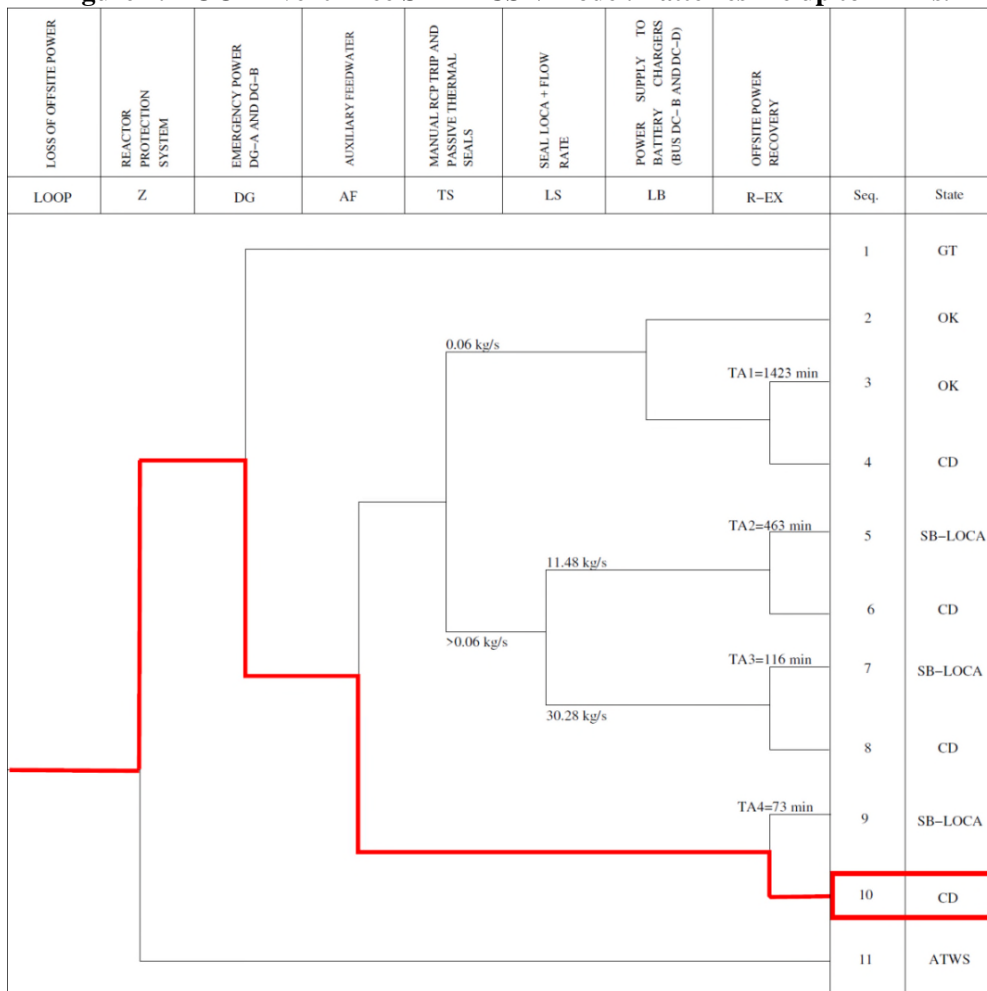 LOSS OF OFFSITE POWER
REACTOR
PROTECTION
SYSTEM
EMERGENCY POWER
DG-A AND DG-B
AUXILIARY FEEDWATER
MANUAL RCP TRIP AND
PASSIVE THERMAL
SEALS
SEAL LOCA + FLOW
RATE
POWER SUPPLY TO
BATTERY CHARGERS
(BUS DC- B AND DC-D)
OFFSITE POWER
RECOVERY
LOOP Z DG AF TS LS LB R-EX Seq. State
1 GT
2 OK
0.06 kg/s
TA1=1423 min
3 OK
4 CD
TA2=463 min
5 SB-LOCA
11.48 kg/s
6 CD
>0.06 kg/s
TA3=116 min
7 SB-LOCA
30.28 kg/s
8 CD
TA4=73 min
9 SB-LOCA
10 CD
11 ATWS